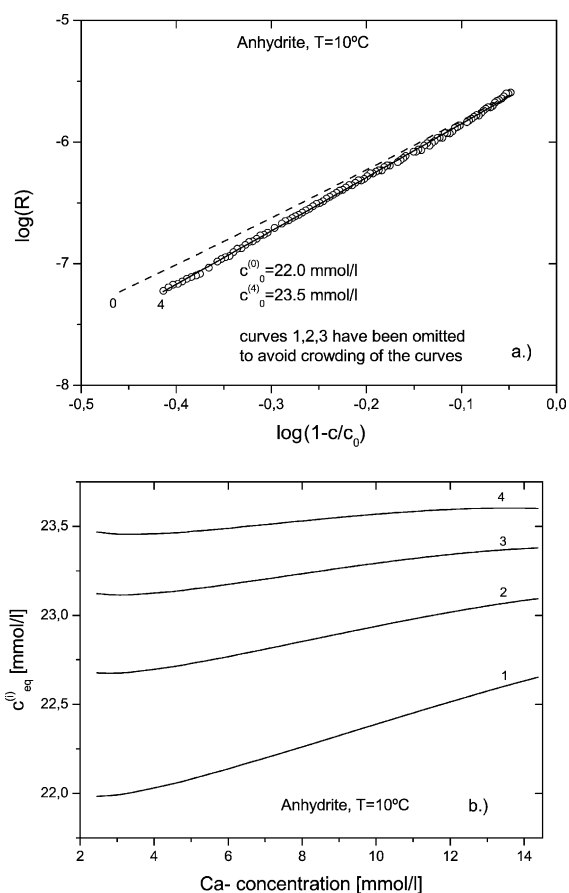 -5
Anhydrite, T=10ºC
-6
log(R)
-7
0
4
c(0)0=22.0 mmol/l
c(4)0=23.5 mmol/l
curves 1,2,3 have been omitted
to avoid crowding of the curves
a.)
-8
-0,5 -0,4 -0,3 -0,2 -0,1 0,0
log(1-c/c0)
4
23,5
3
23,0
2
c(i)eq [mmol/l]
22,5
1
22,0
Anhydrite, T=10ºC
b.)
2 4 6 8 10 12 14
Ca- concentration [mmol/l]